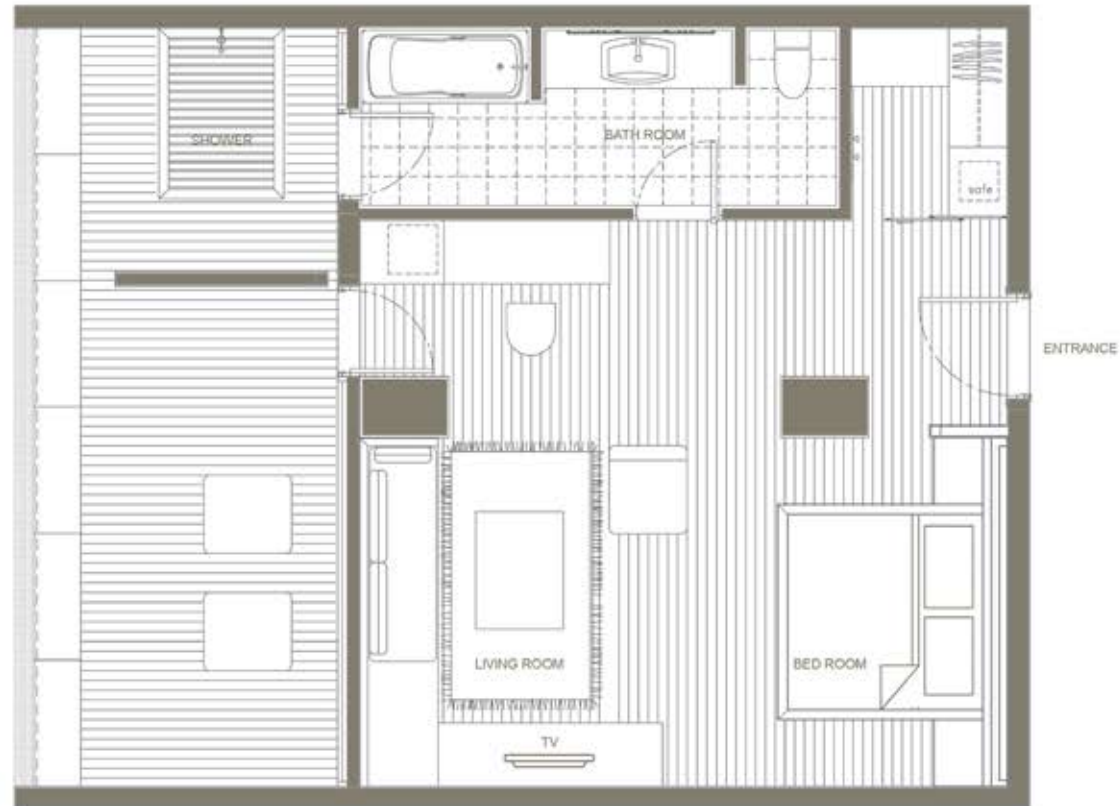 SHOWER
BATH ROOM
safe
ENTRANCE
LIVING ROOM
BED ROOM
TV